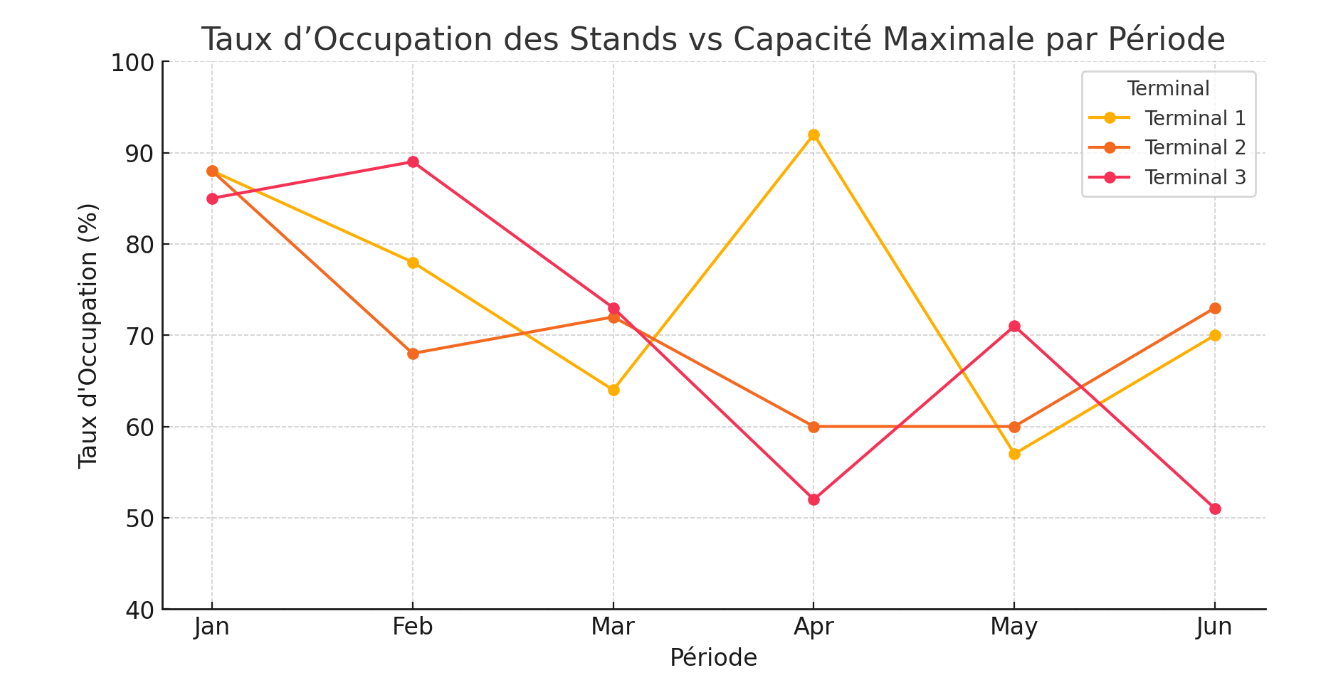 Taux d’Occupation des Stands vs Capacité Maximale par Période
100
90
80
70
60
50
40
Taux d'Occupation (%)
Terminal
Terminal 1
Terminal 2
Terminal 3
Jan Feb Mar Apr May Jun
Période